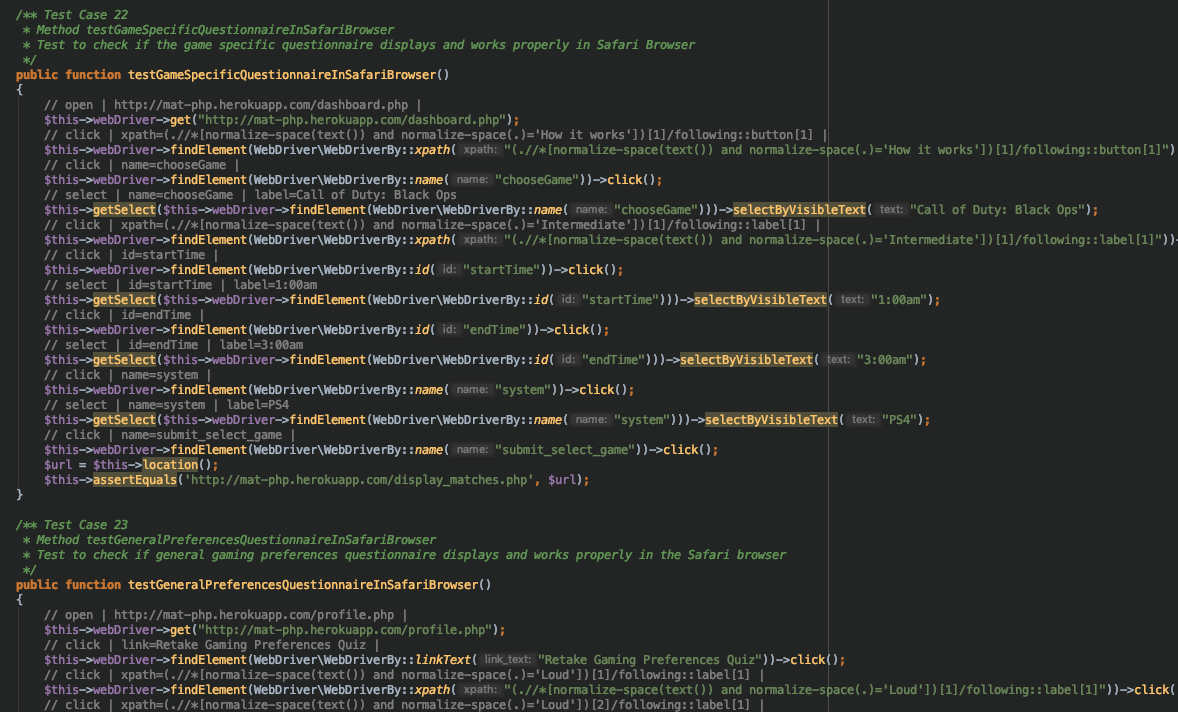 /** Test Case 22
 * Method testGameSpecificQuestionnaireInSafariBrowser
 * Test to check if the game specific questionnaire displays and works properly in Safari Browser
 */
public function testGameSpecificQuestionnaireInSafariBrowser()
{
// open | http://mat-php.herokuapp.com/dashboard.php |
$this->webDriver->get("http://mat-php.herokuapp.com/dashboard.php");
// click | xpath=(.//*[normalize-space(text()) and normalize-space(.)='How it works'])[1]/following::button[1] |
$this->webDriver->findElement(WebDriver\WebDriverBy::xpath( xpath: "(.//*[normalize-space(text()) and normalize-space(.)='How it works'])[1]/following::button[1]")
// click | name=chooseGame |
$this->webDriver->findElement(WebDriver\WebDriverBy::name( name: "chooseGame"))->click();
// select | name=chooseGame | label=Call of Duty: Black Ops
$this->getSelect($this->webDriver->findElement(WebDriver\WebDriverBy::name( name: "chooseGame")))->selectByVisibleText( text: "Call of Duty: Black Ops");
// click | xpath=(.//*[normalize-space(text()) and normalize-space(.)='Intermediate'])[1]/following::label[1] |
$this->webDriver->findElement(WebDriver\WebDriverBy::xpath( xpath: "(.//*[normalize-space(text()) and normalize-space(.)='Intermediate'])[1]/following::label[1]"))-
// click | id=startTime |
$this->webDriver->findElement(WebDriver\WebDriverBy::id( id: "startTime"))->click();
// select | id=startTime | label=1:00am
$this->getSelect($this->webDriver->findElement(WebDriver\WebDriverBy::id( id: "startTime")))->selectByVisibleText( text: "1:00am");
// click | id=endTime |
$this->webDriver->findElement(WebDriver\WebDriverBy::id( id: "endTime"))->click();
// select | id=endTime | label=3:00am
$this->getSelect($this->webDriver->findElement(WebDriver\WebDriverBy::id( id: "endTime")))->selectByVisibleText( text: "3:00am");
// click | name=system |
$this->webDriver->findElement(WebDriver\WebDriverBy::name( name: "system"))->click();
// select | name=system | label=PS4
$this->getSelect($this->webDriver->findElement(WebDriver\WebDriverBy::name( name: "system")))->selectByVisibleText( text: "PS4");
// click | name=submit_select_game |
$this->webDriver->findElement(WebDriver\WebDriverBy::name( name: "submit_select_game"))->click();
$url = $this->location();
$this->assertEquals('http://mat-php.herokuapp.com/display_matches.php', $url);
}
/** Test Case 23
 * Method testGeneralPreferencesQuestionnaireInSafariBrowser
 * Test to check if general gaming preferences questionnaire displays and works properly in the Safari browser
 */
public function testGeneralPreferencesQuestionnaireInSafariBrowser()
{
// open | http://mat-php.herokuapp.com/profile.php |
$this->webDriver->get("http://mat-php.herokuapp.com/profile.php");
// click | link=Retake Gaming Preferences Quiz |
$this->webDriver->findElement(WebDriver\WebDriverBy::linkText( link_text: "Retake Gaming Preferences Quiz"))->click();
// click | xpath=(.//*[normalize-space(text()) and normalize-space(.)='Loud'])[1]/following::label[1] |
$this->webDriver->findElement(WebDriver\WebDriverBy::xpath( xpath: "(.//*[normalize-space(text()) and normalize-space(.)='Loud'])[1]/following::label[1]"))->click(
// click | xpath=(.//*[normalize-space(text()) and normalize-space(.)='Loud'])[2]/following::label[1] |